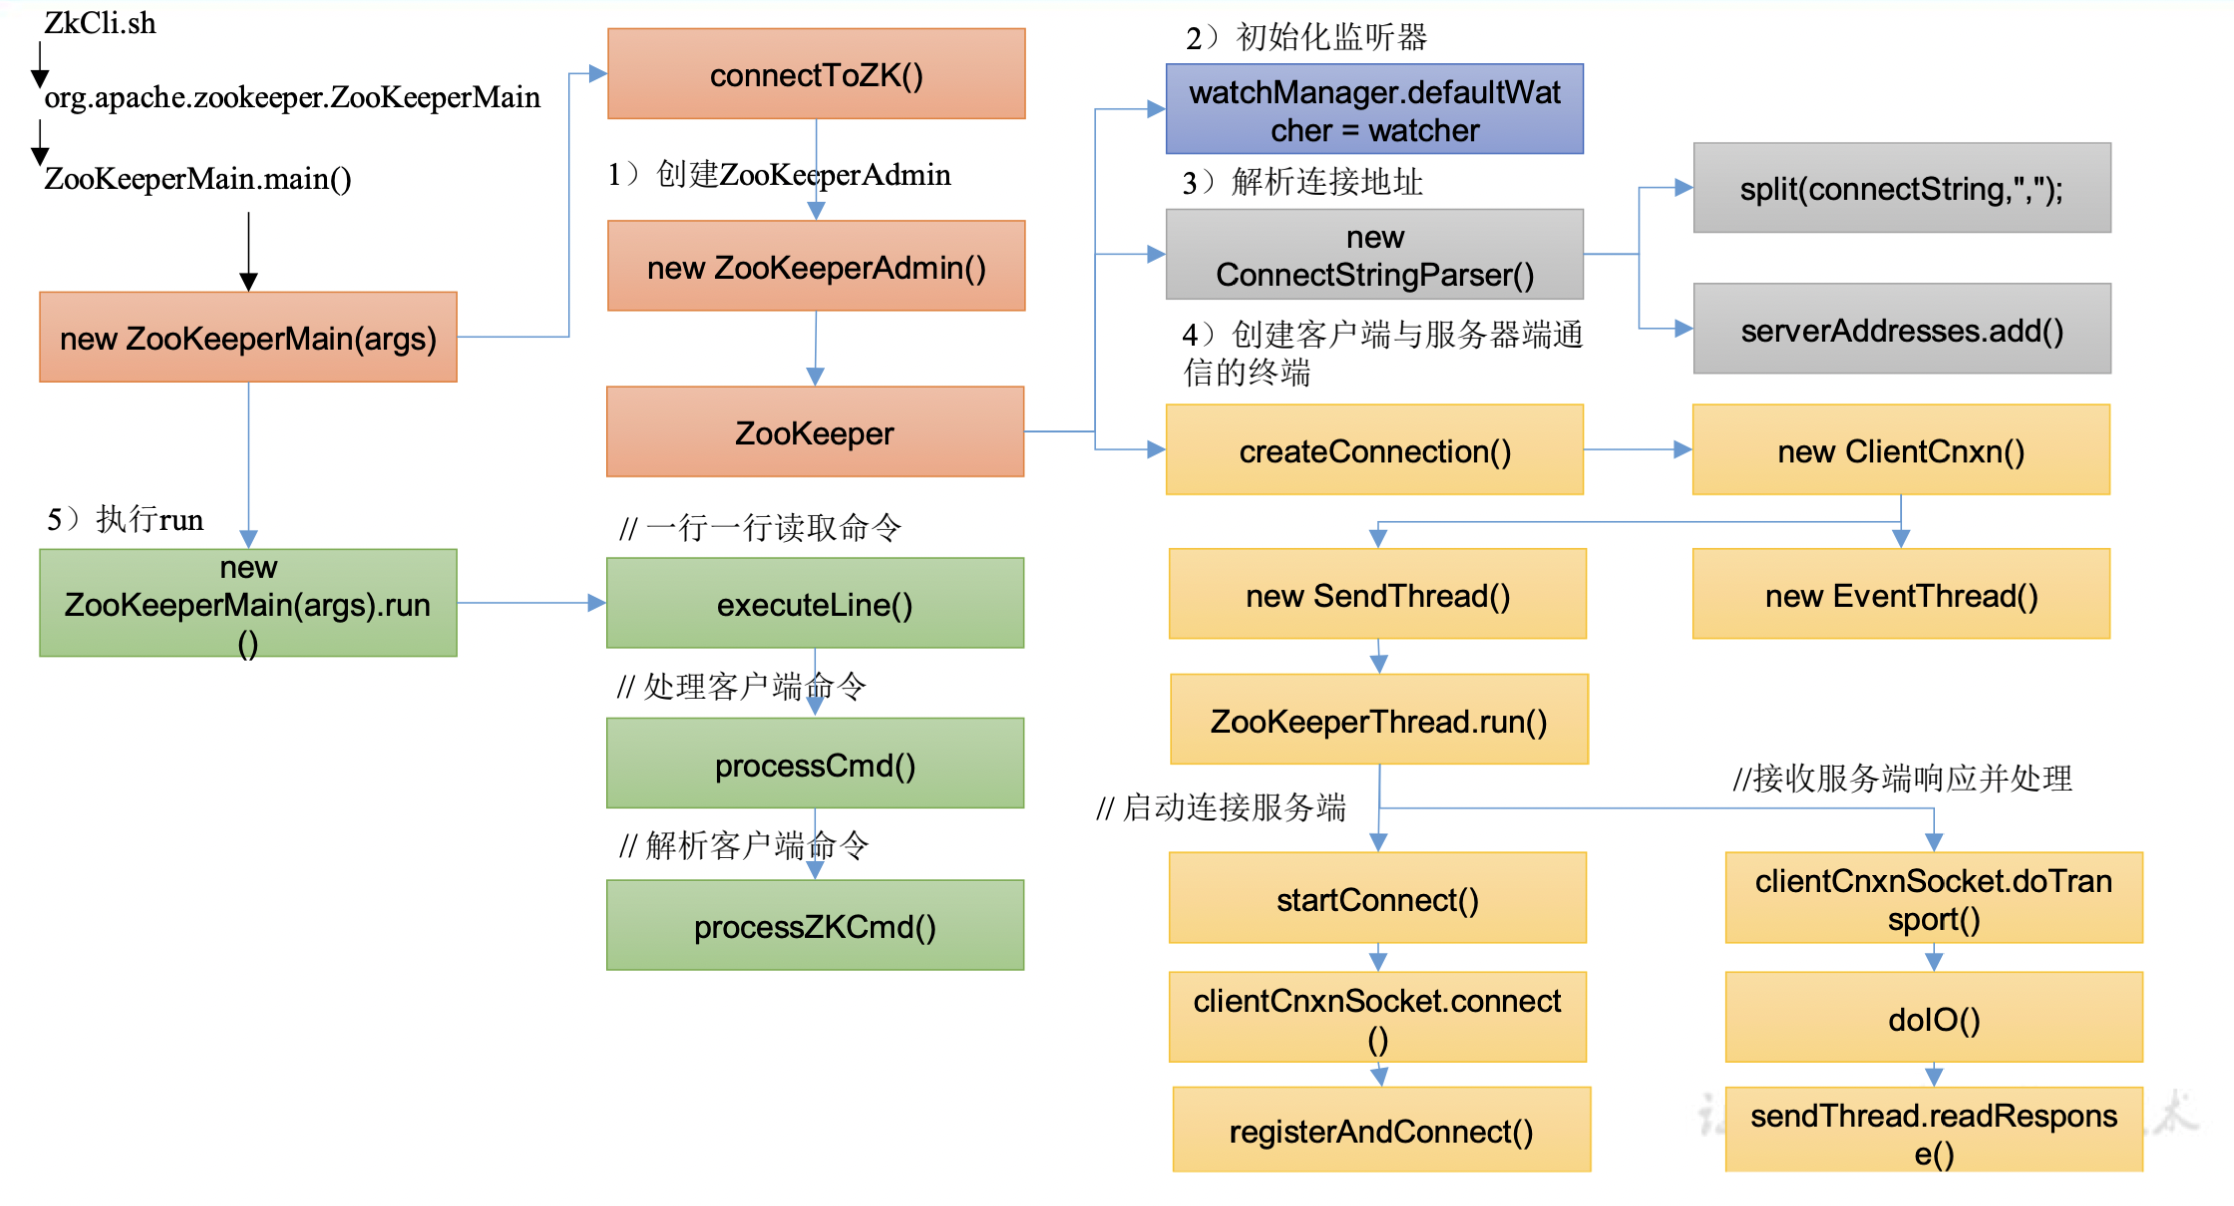 ZkCli.sh
org.apache.zookeeper.ZooKeeperMain
ZooKeeperMain.main()
new ZooKeeperMain(args)
5）执行run
new
ZooKeeperMain(args).run
()
connectToZK()
1）创建ZooKeeperAdmin
new ZooKeeperAdmin()
ZooKeeper
// 一行一行读取命令
executeLine()
// 处理客户端命令
processCmd()
// 解析客户端命令
processZKCmd()
2）初始化监听器
watchManager.defaultWat
cher = watcher
3）解析连接地址
new
ConnectStringParser()
split(connectString,",");
serverAddresses.add()
4）创建客户端与服务器端通
信的终端
createConnection()
new ClientCnxn()
new SendThread()
new EventThread()
ZooKeeperThread.run()
// 启动连接服务端
//接收服务端响应并处理
startConnect()
clientCnxnSocket.connect
()
registerAndConnect()
clientCnxnSocket.doTran
sport()
doIO()
sendThread.readRespons
e()